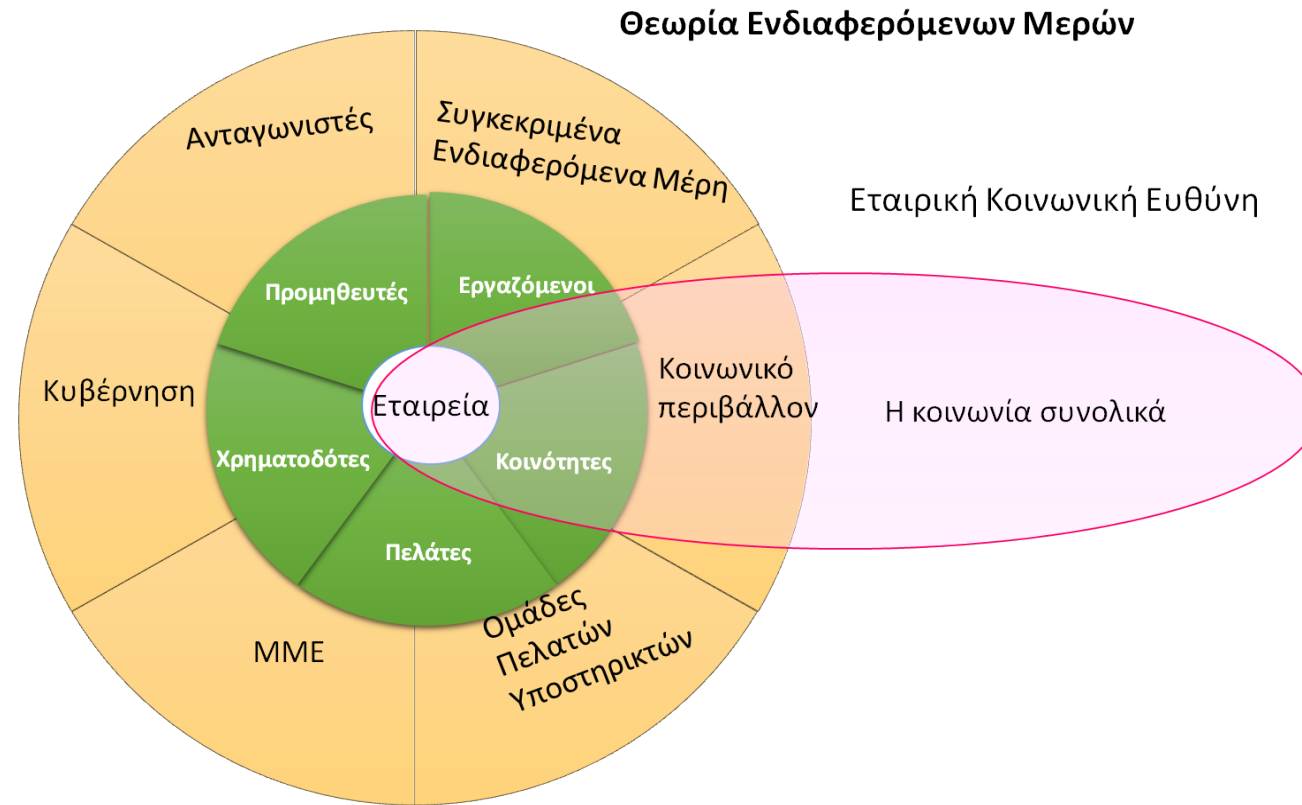 Θεωρία Ενδιαφερόμενων Μερών
Ανταγωνιστές
Συγκεκριμένα
Ενδιαφερόμενα Μέρη
Εταιρική Κοινωνική Ευθύνη
Προμηθευτές
Εργαζόμενοι
Κυβέρνηση
Εταιρεία
Κοινωνικό
περιβάλλον
Η κοινωνία συνολικά
Χρηματοδότες
Κοινότητες
Πελάτες
ΜΜΕ
Ομάδες
Πελατών
Υποστηρικτών